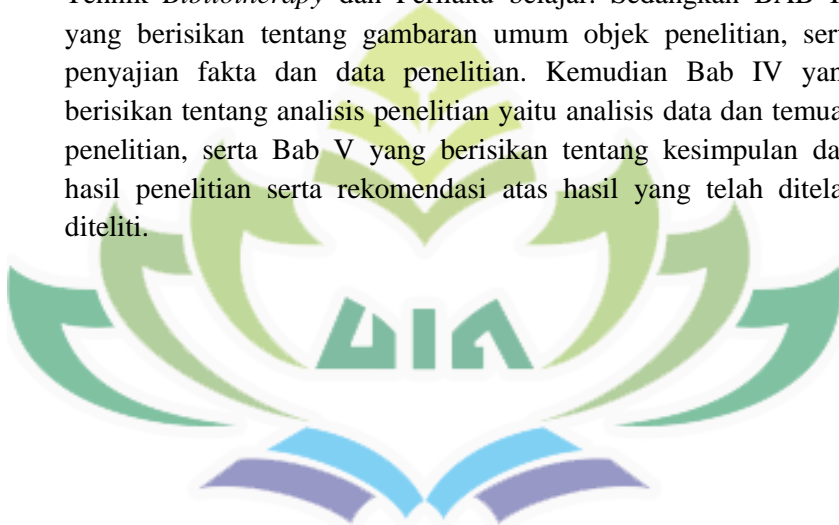 Tehnik Bibliotherapy dan Perilaku belajar. Sedangkan BAB I
yang berisikan tentang gambaran umum objek penelitian, ser
penyajian fakta dan data penelitian. Kemudian Bab IV yan
berisikan tentang analisis penelitian yaitu analisis data dan temua
penelitian, serta Bab V yang berisikan tentang kesimpulan da
hasil penelitian serta rekomendasi atas hasil yang telah ditela
diteliti.
UIN